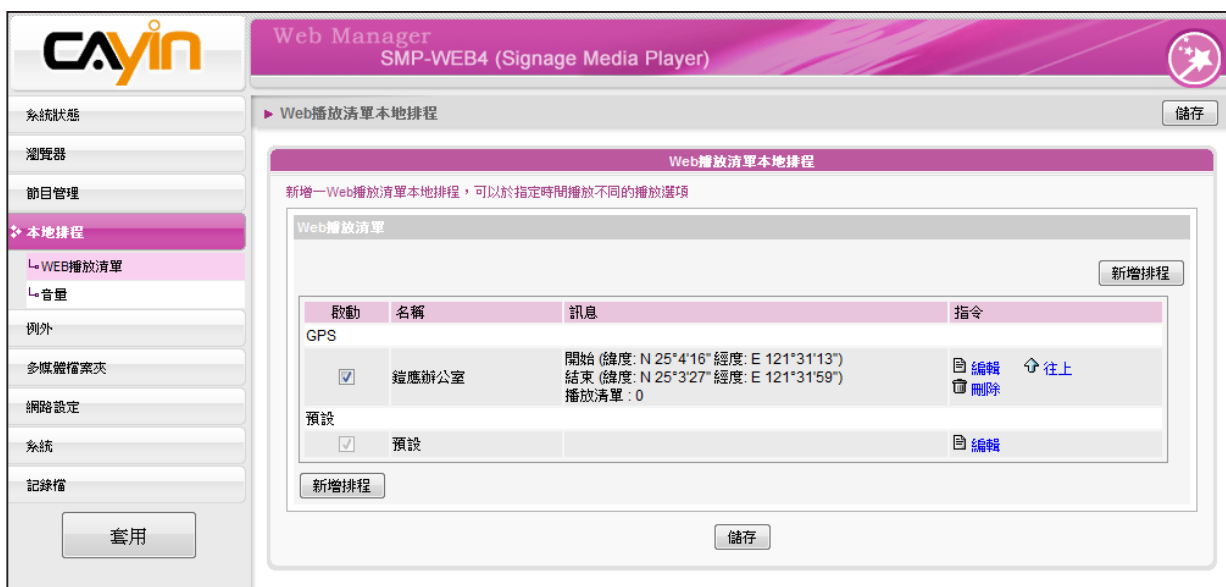 CAYIN
Web Manager
SMP-WEB4 (Signage Media Player)
系統狀態
瀏覽器
節目管理
本地排程
WEB播放清單
音量
例外
多媒體檔案夾
網路設定
系統
記錄檔
套用
Web播放清單本地排程
儲存
Web播放清單本地排程
新增一Web播放清單本地排程，可以於指定時間播放不同的播放選項
Web播放清單
新增排程
啟動 名稱 訊息 指令
GPS
鎧應辦公室
開始 (緯度: N 25°4'16" 經度: E 121°31'13")
結束 (緯度: N 25°3'27" 經度: E 121°31'59")
播放清單 : 0
編輯 往上
刪除
預設
預設 編輯
新增排程
儲存